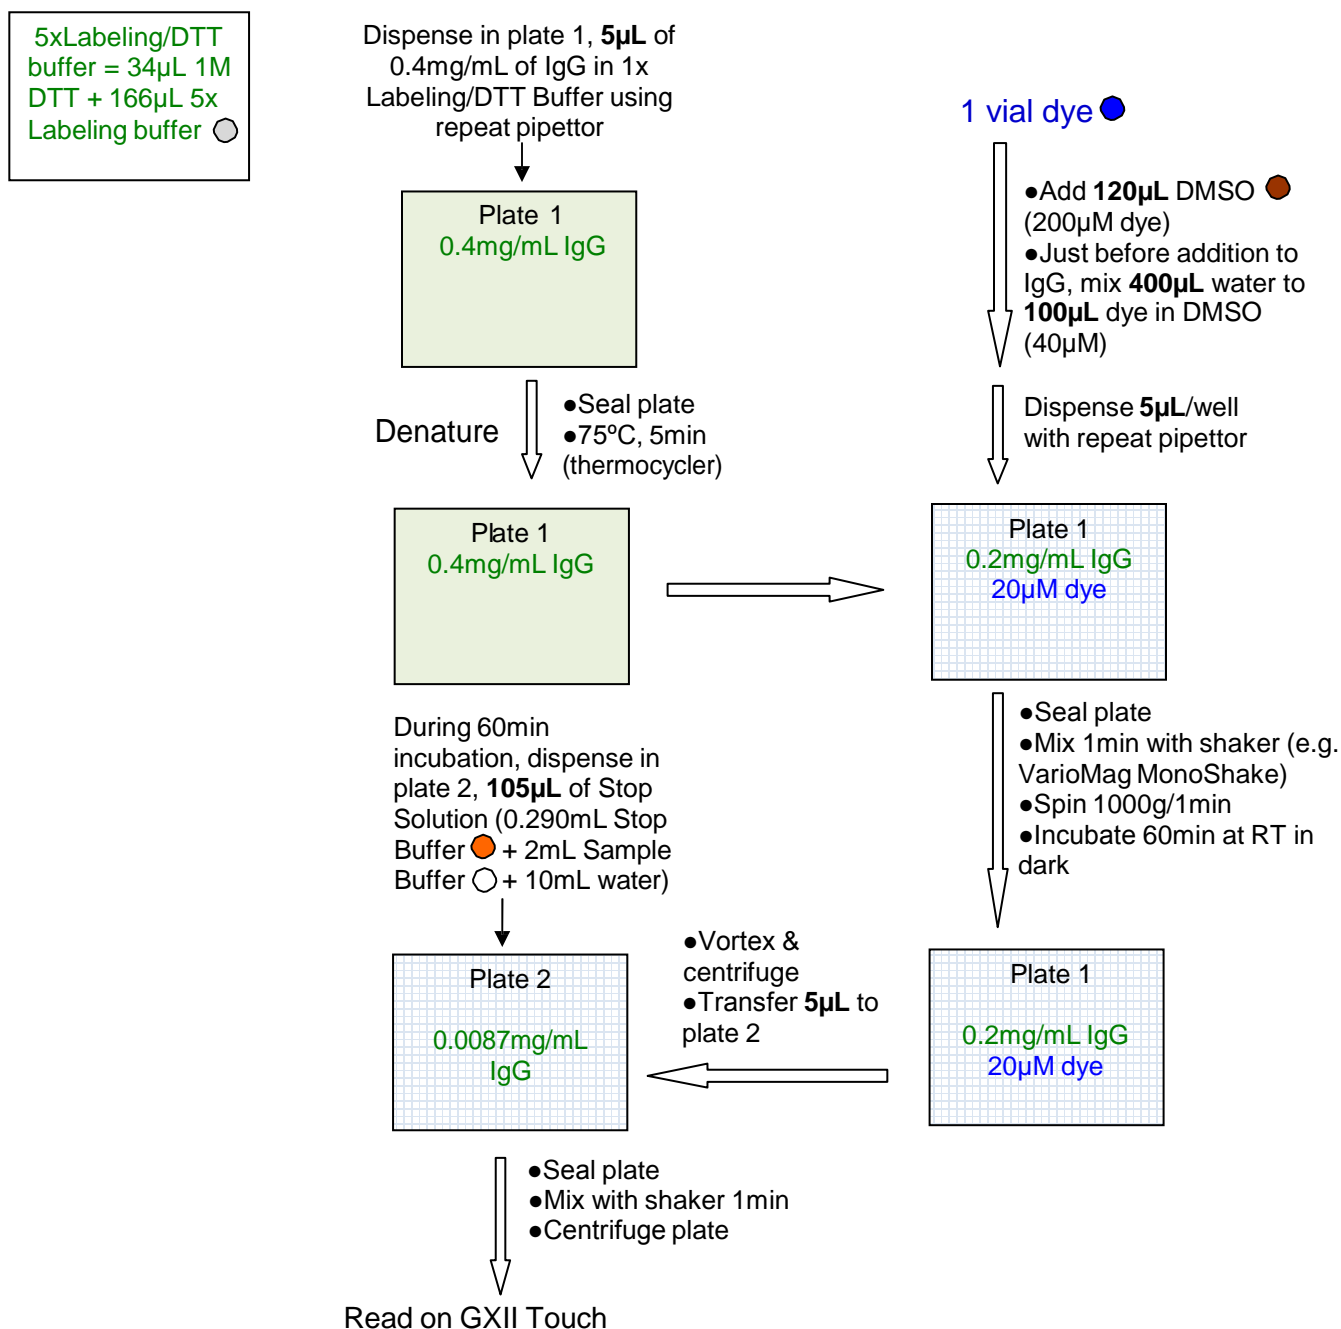 5xLabeling/DTT
buffer = 34µL 1M
DTT + 166µL 5x
Labeling buffer
Dispense in plate 1, 5µL of
0.4mg/mL of IgG in 1x
Labeling/DTT Buffer using
repeat pipettor
1 vial dye
●Add 120µL DMSO
(200µM dye)
●Just before addition to
IgG, mix 400µL water to
100µL dye in DMSO
(40µM)
Plate 1
0.4mg/mL IgG
Denature
●Seal plate
●75ºC, 5min
(thermocycler)
Dispense 5µL/well
with repeat pipettor
Plate 1
0.4mg/mL IgG
Plate 1
0.2mg/mL IgG
20µM dye
During 60min
incubation, dispense in
plate 2, 105µL of Stop
Solution (0.290mL Stop
Buffer + 2mL Sample
Buffer + 10mL water)
●Seal plate
●Mix 1min with shaker (e.g.
VarioMag MonoShake)
●Spin 1000g/1min
●Incubate 60min at RT in
dark
Plate 2
0.0087mg/mL
IgG
●Vortex &
centrifuge
●Transfer 5µL to
plate 2
Plate 1
0.2mg/mL IgG
20µM dye
●Seal plate
●Mix with shaker 1min
●Centrifuge plate
Read on GXII Touch